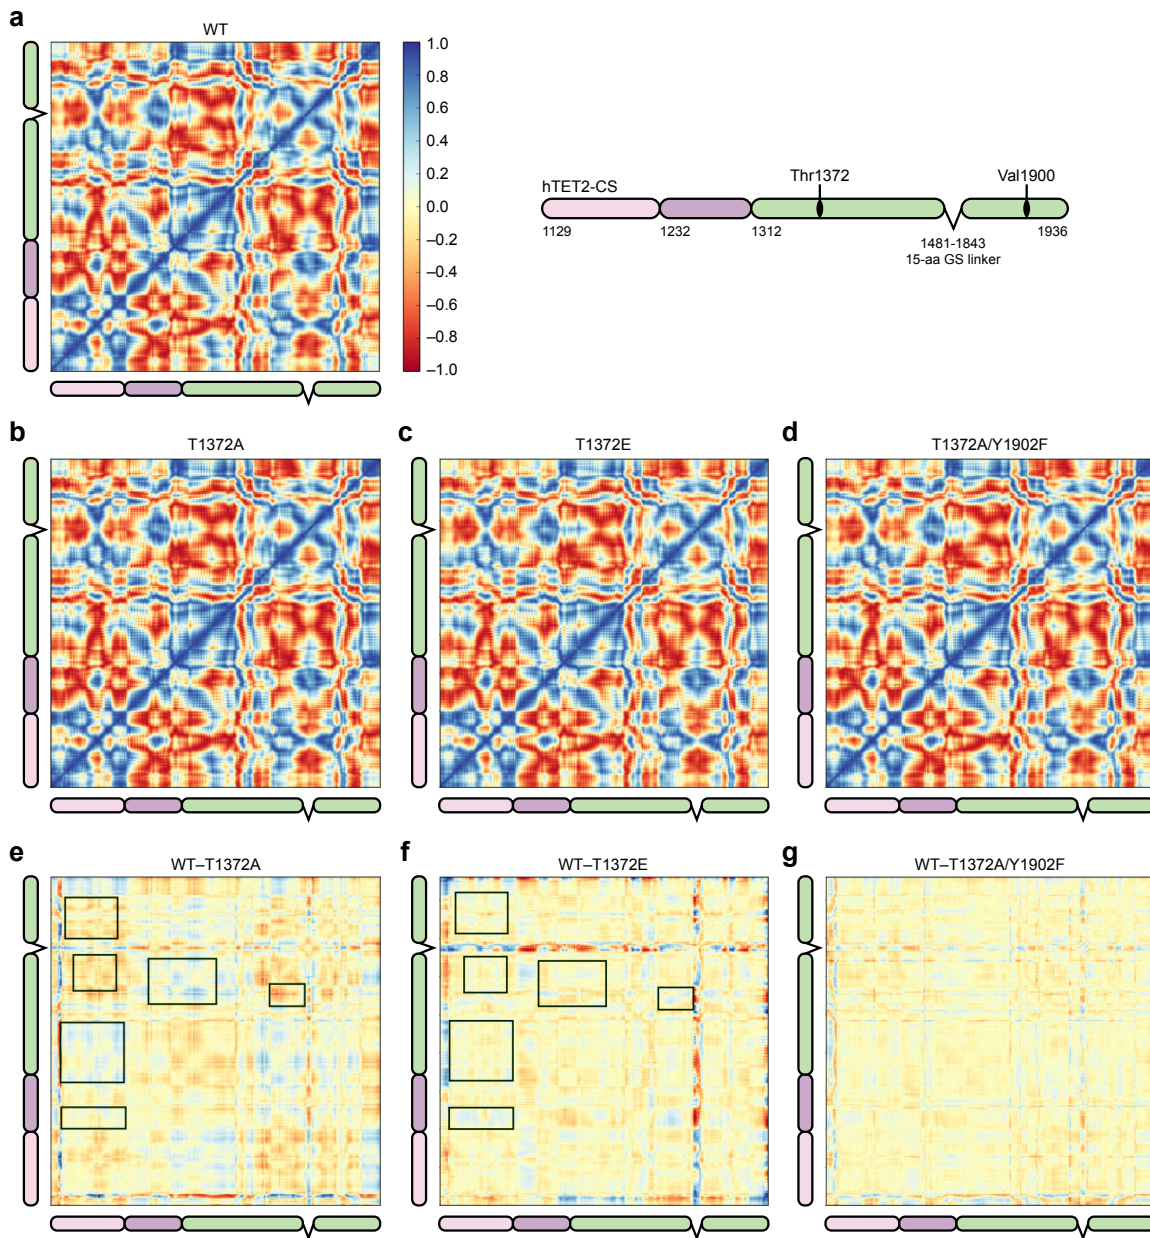 a
WT
1.0
0.8
0.6
0.4
0.2
0.0
–0.2
–0.4
–0.6
–0.8
–1.0
hTET2-CS
Thr1372
Val1900
1129
1232
1312
1936
1481-1843
15-aa GS linker
b
T1372A
c
T1372E
d
T1372A/Y1902F
e
WT–T1372A
f
WT–T1372E
g
WT–T1372A/Y1902F